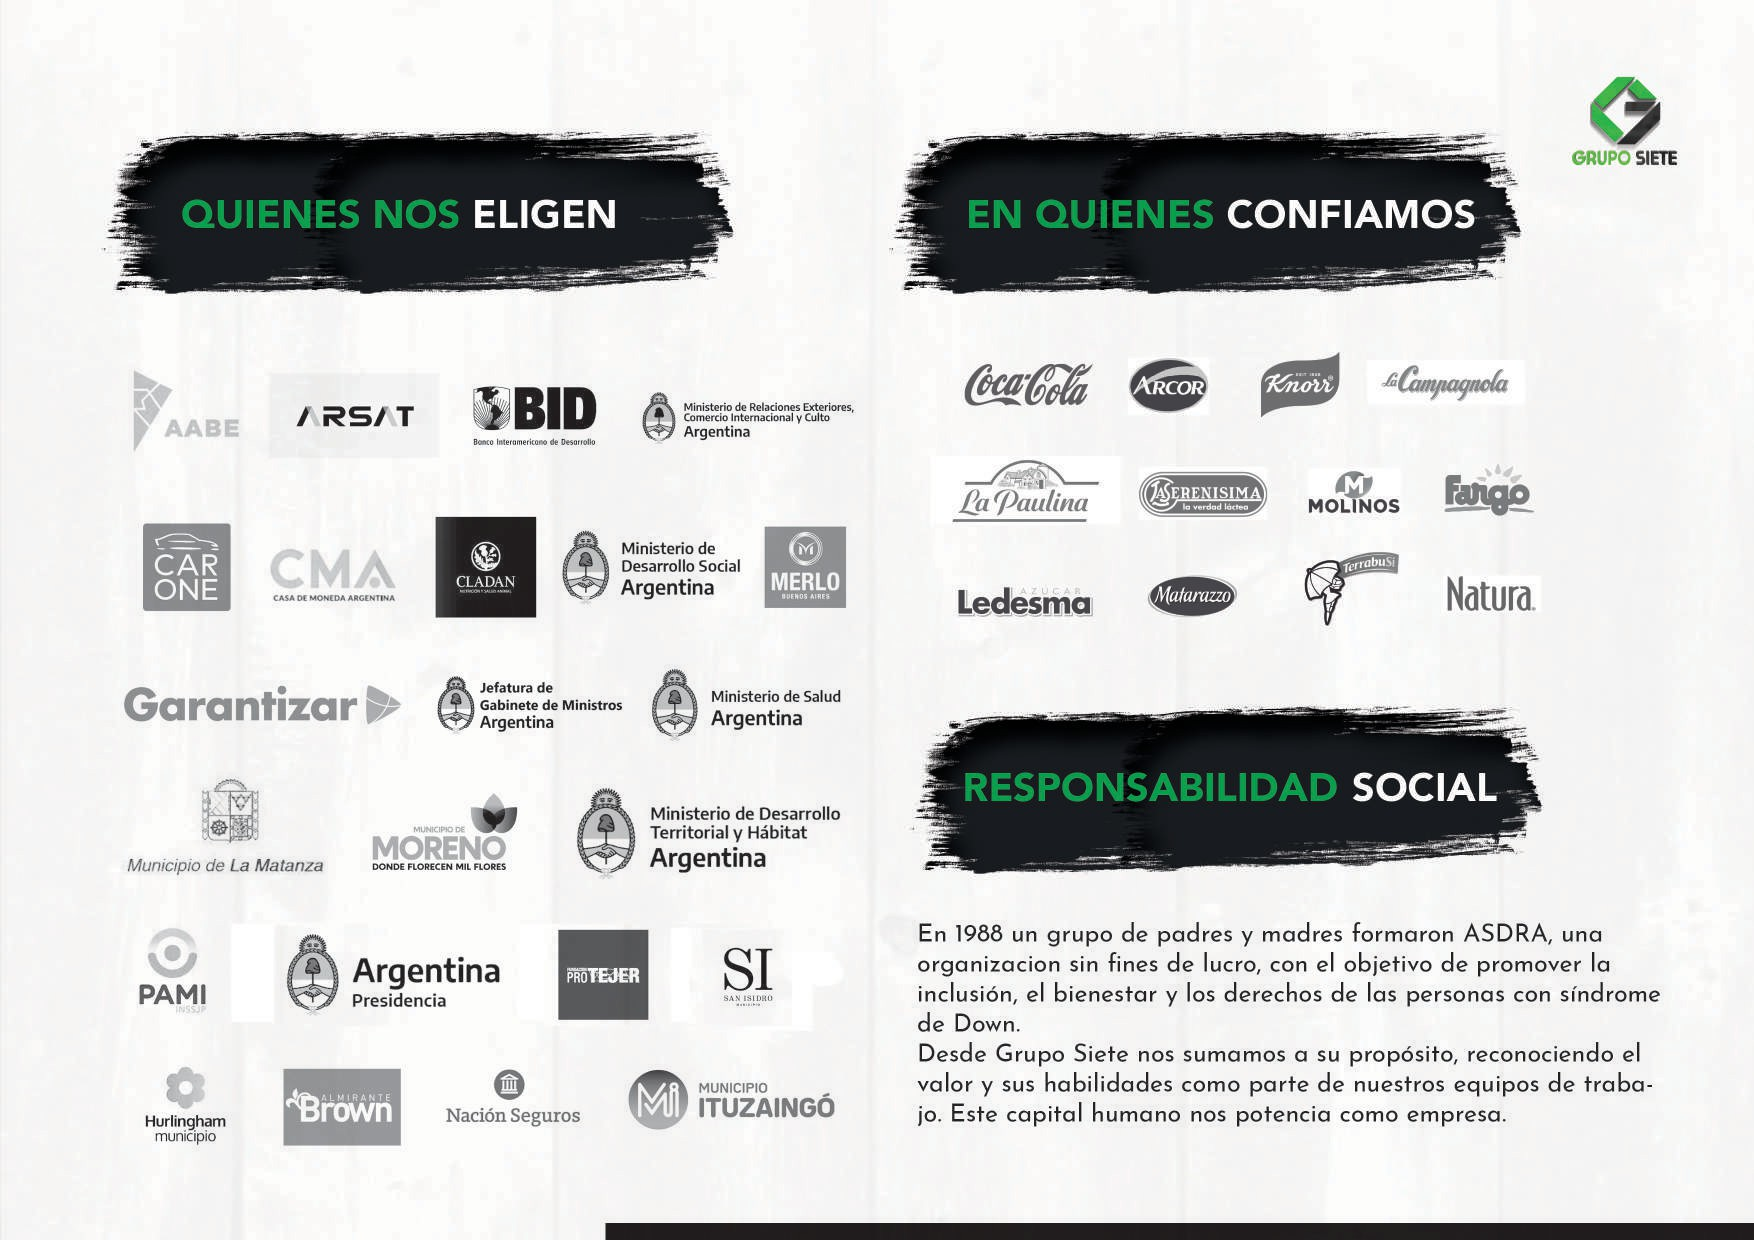 GRUPO SIETE
QUIENES NOS ELIGEN
AABE
ARSAT
BID
Banco Interamericano de Desarrollo
Ministerio de Relaciones Exteriores,
Comercio Internacional y Culto
Argentina
CAR
ONE
CMA
CASA DE MONEDA ARGENTINA
CLADAN
NUTRICIÓN Y SALUD ANIMAL
Ministerio de
Desarrollo Social
Argentina
MERLO
BUENOS AIRES
Garantizar
Jefatura de
Gabinete de Ministros
Argentina
Ministerio de Salud
Argentina
Municipio de La Matanza
MUNICIPIO DE
MORENO
DONDE FLORECEN MIL FLORES
Ministerio de Desarrollo
Territorial y Hábitat
Argentina
PAMI
INSSJP
Argentina
Presidencia
FUNDACION
PROTEJER
SI
SAN ISIDRO
MUNICIPIO
Hurlingham
municipio
ALMIRANTE
Brown
Nación Seguros
MUNICIPIO
ITUZAINGÓ
EN QUIENES CONFIAMOS
Coca-Cola
ARCOR
SEIT 1838
Knorr
La Campagnola
La Paulina
LA SERENISIMA
la verdad láctea
M
MOLINOS
Fargo
AZÚCAR
Ledesma
Matarazzo
TerrabuSi
Natura
RESPONSABILIDAD SOCIAL
En 1988 un grupo de padres y madres formaron ASDRA, una
organizacion sin fines de lucro, con el objetivo de promover la
inclusión, el bienestar y los derechos de las personas con síndrome
de Down.
Desde Grupo Siete nos sumamos a su propósito, reconociendo el
valor y sus habilidades como parte de nuestros equipos de traba-
jo. Este capital humano nos potencia como empresa.